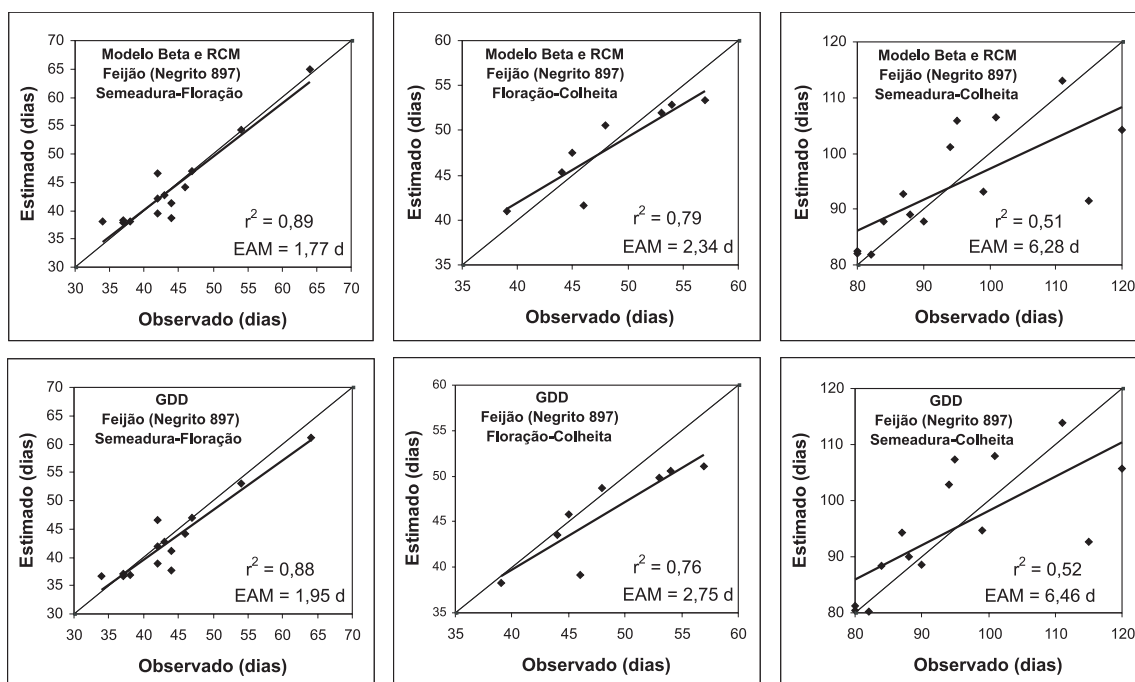 70
65
60
55
50
45
40
35
30
Estimado (dias)
Modelo Beta e RCM
Feijão (Negrito 897)
Semeadura-Floração
r² = 0,89
EAM = 1,77 d
30 35 40 45 50 55 60 65 70
Observado (dias)
60
55
50
45
40
35
Estimado (dias)
Modelo Beta e RCM
Feijão (Negrito 897)
Floração-Colheita
r² = 0,79
EAM = 2,34 d
35 40 45 50 55 60
Observado (dias)
120
110
100
90
80
Estimado (dias)
Modelo Beta e RCM
Feijão (Negrito 897)
Semeadura-Colheita
r² = 0,51
EAM = 6,28 d
80 90 100 110 120
Observado (dias)
70
65
60
55
50
45
40
35
30
Estimado (dias)
GDD
Feijão (Negrito 897)
Semeadura-Floração
r² = 0,88
EAM = 1,95 d
30 35 40 45 50 55 60 65 70
Observado (dias)
60
55
50
45
40
35
Estimado (dias)
GDD
Feijão (Negrito 897)
Floração-Colheita
r² = 0,76
EAM = 2,75 d
35 40 45 50 55 60
Observado (dias)
120
110
100
90
80
Estimado (dias)
GDD
Feijão (Negrito 897)
Semeadura-Colheita
r² = 0,52
EAM = 6,46 d
80 90 100 110 120
Observado (dias)